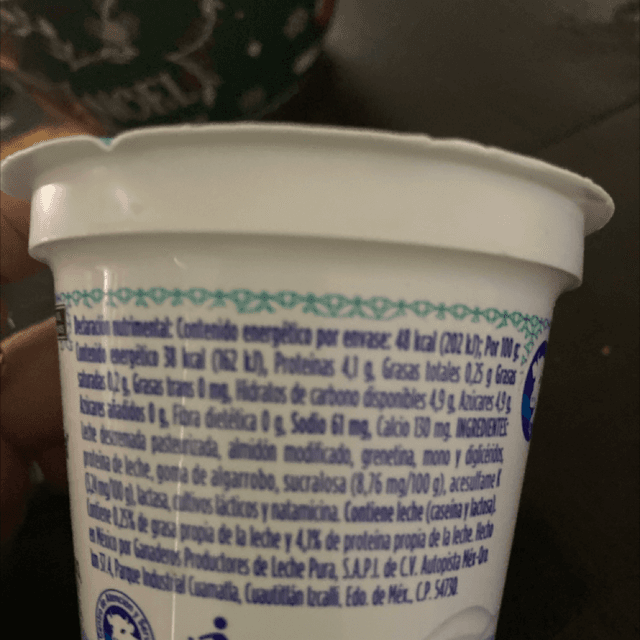 Declaración nutrimental: Contenido energético por envase: 48 kcal (202 kJ); Por 100 g
Contenido energético 38 kcal (162 kJ), Proteínas 4,1 g, Grasas totales 0,25 g Grasas
saturadas 0,2 g, Grasas trans 0 mg, Hidratos de carbono disponibles 4,9 g, Azúcares 4,9 g
Azúcares añadidos 0 g, Fibra dietética 0 g, Sodio 61 mg, Calcio 130 mg. INGREDIENTES:
leche descremada pasteurizada, almidón modificado, grenetina, mono y diglicéridos,
proteína de leche, goma de algarrobo, sucralosa (8,76 mg/100 g), acesulfame K
mg/100 g), lactasa, cultivos lácticos y natamicina. Contiene leche (caseína y lactosa).
Contiene 0,25% de grasa propia de la leche y 4,1% de proteína propia de la leche. Hecho
en México por Ganaderos Productores de Leche Pura, S.A.P.I. de C.V. Autopista Méx-Qro.
Km 37.4, Parque Industrial Cuamatla, Cuautitlán Izcalli, Edo. de Méx., C.P. 54730.